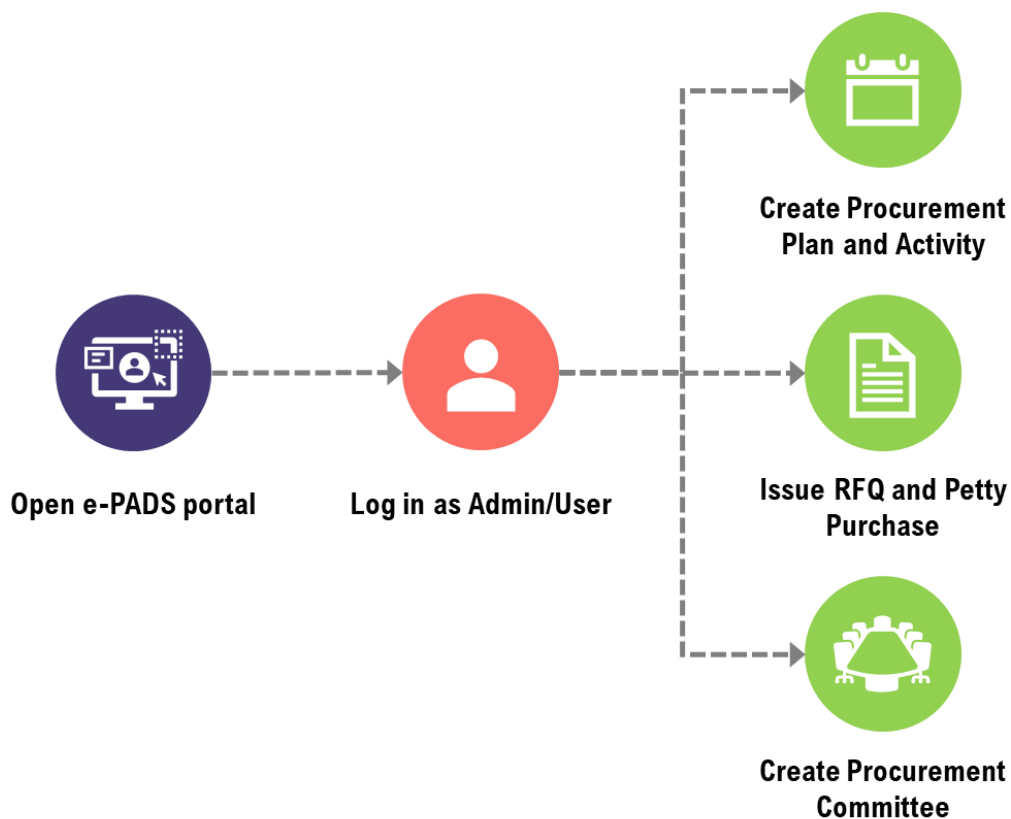 Open e-PADS portal
Log in as Admin/User
Create Procurement
Plan and Activity
Issue RFQ and Petty
Purchase
Create Procurement
Committee